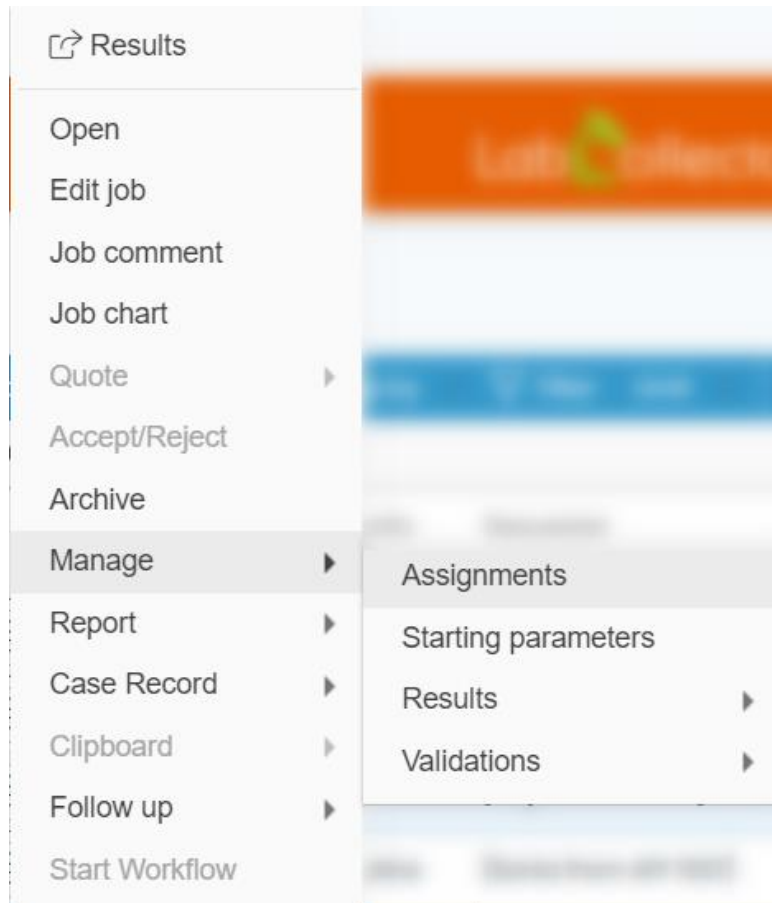 Results
Open
Edit job
Job comment
Job chart
Quote
Accept/Reject
Archive
Manage
Report
Case Record
Clipboard
Follow up
Start Workflow
Assignments
Starting parameters
Results
Validations